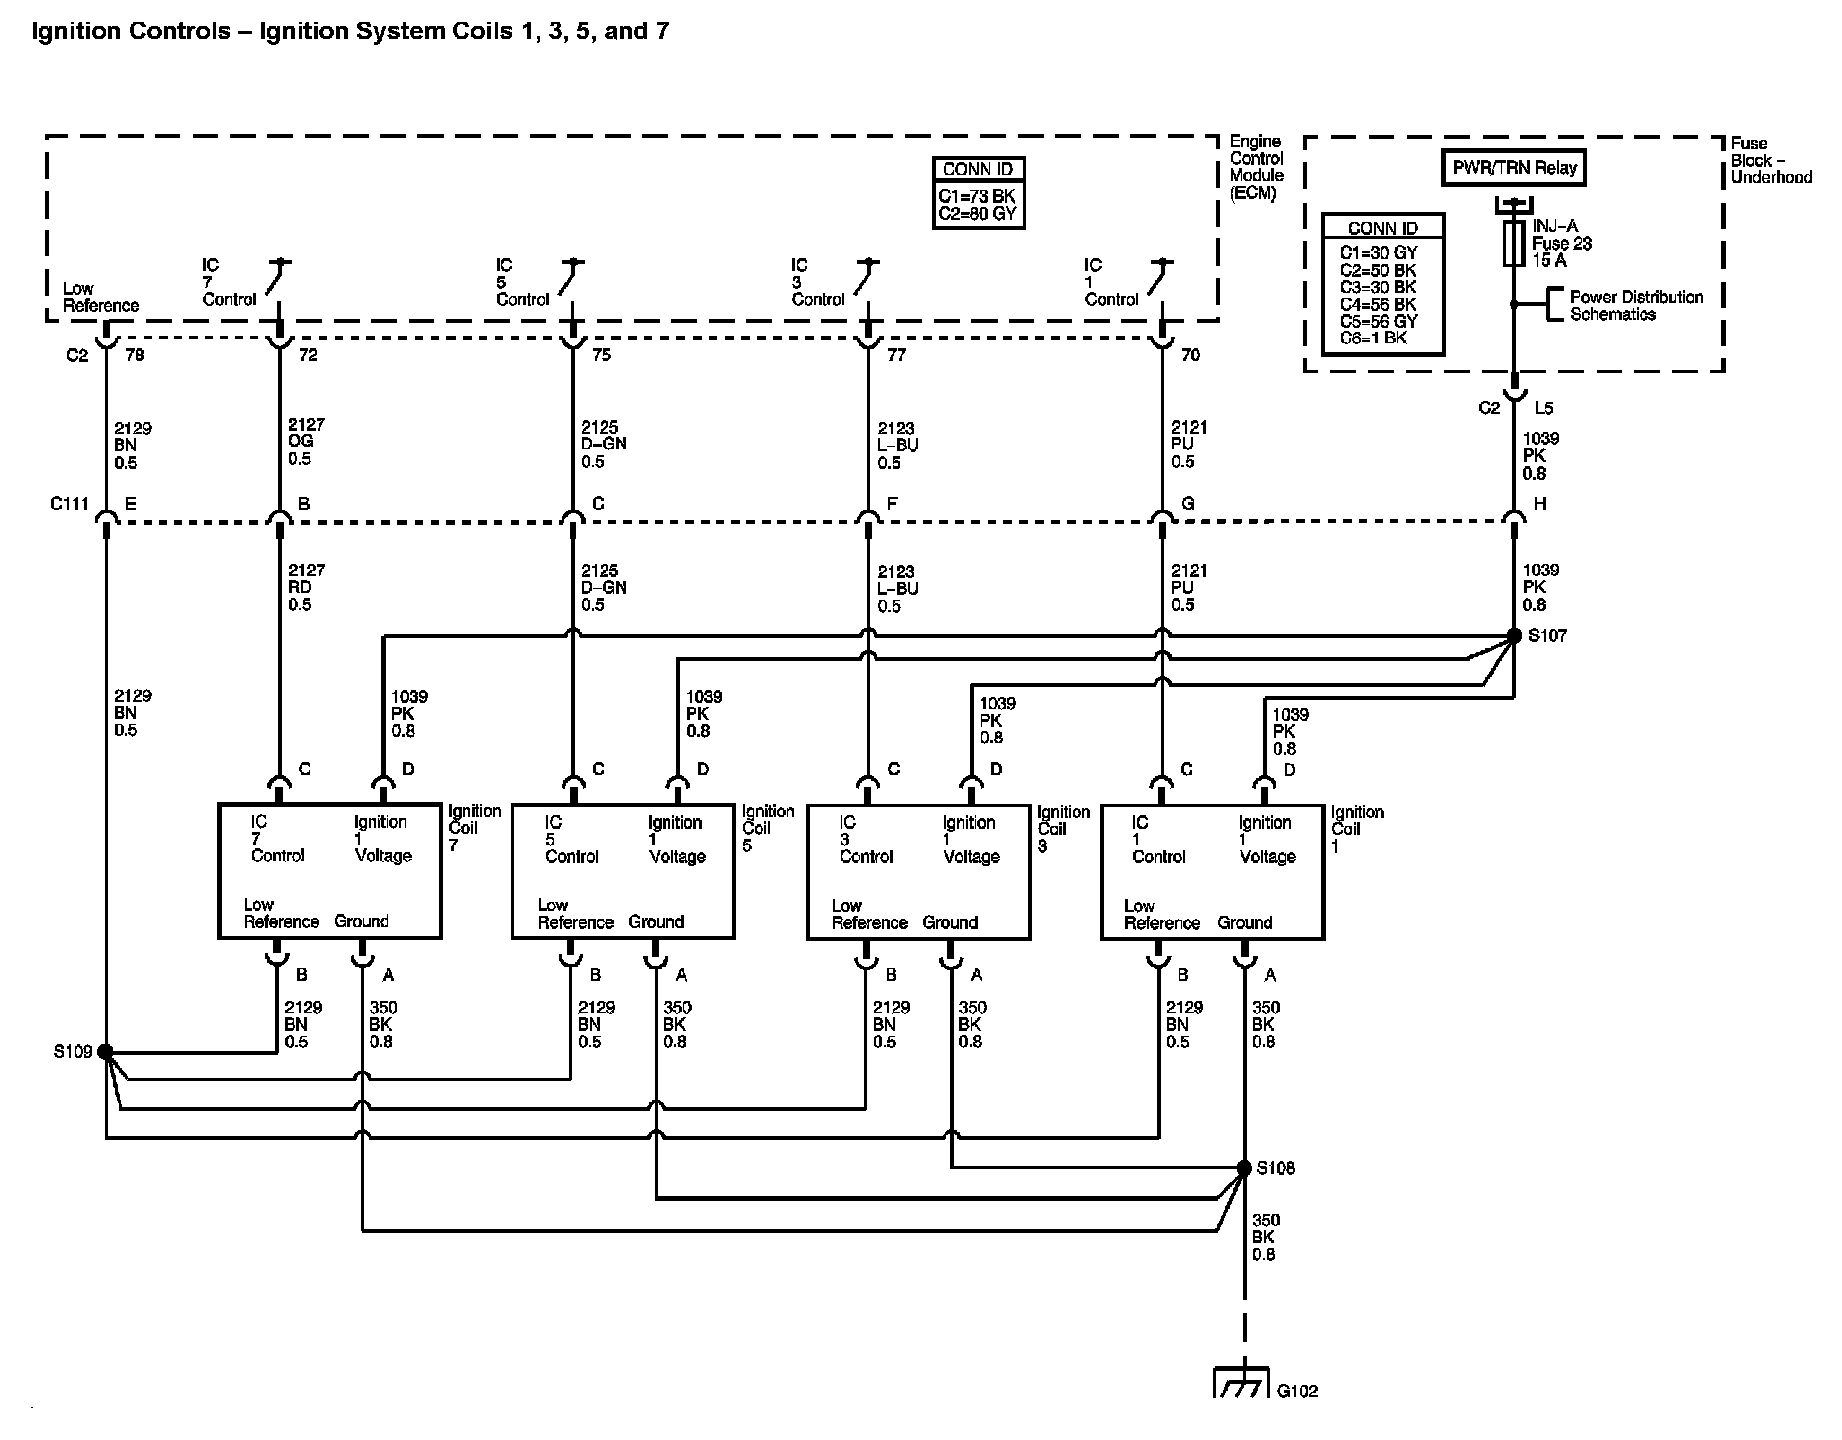 Ignition Controls – Ignition System Coils 1, 3, 5, and 7
Engine
Control
Module
(ECM)
CONN ID
C1=73 BK
C2=80 GY
Fuse
Block –
Underhood
PWR/TRN Relay
CONN ID
C1=30 GY
C2=50 BK
C3=30 BK
C4=56 BK
C5=56 GY
C6=1 BK
INJ–A
Fuse 23
15 A
Power Distribution
Schematics
Low
Reference
IC
7
Control
IC
5
Control
IC
3
Control
IC
1
Control
C2 78 72 75 77 70
C2 L5
2129
BN
0.5
2127
OG
0.5
2125
D–GN
0.5
2123
L–BU
0.5
2121
PU
0.5
1039
PK
0.8
C111 E B C F G H
2127
RD
0.5
2125
D–GN
0.5
2123
L–BU
0.5
2121
PU
0.5
1039
PK
0.8
S107
2129
BN
0.5
1039
PK
0.8
1039
PK
0.8
1039
PK
0.8
1039
PK
0.8
C D C D C D C D
IC
7
Control
Ignition
1
Voltage
Low
Reference
Ground
Ignition
Coil
7
IC
5
Control
Ignition
1
Voltage
Low
Reference
Ground
Ignition
Coil
5
IC
3
Control
Ignition
1
Voltage
Low
Reference
Ground
Ignition
Coil
3
IC
1
Control
Ignition
1
Voltage
Low
Reference
Ground
Ignition
Coil
1
B A B A B A B A
2129
BN
0.5
350
BK
0.8
2129
BN
0.5
350
BK
0.8
2129
BN
0.5
350
BK
0.8
2129
BN
0.5
350
BK
0.8
S109
S108
350
BK
0.8
G102